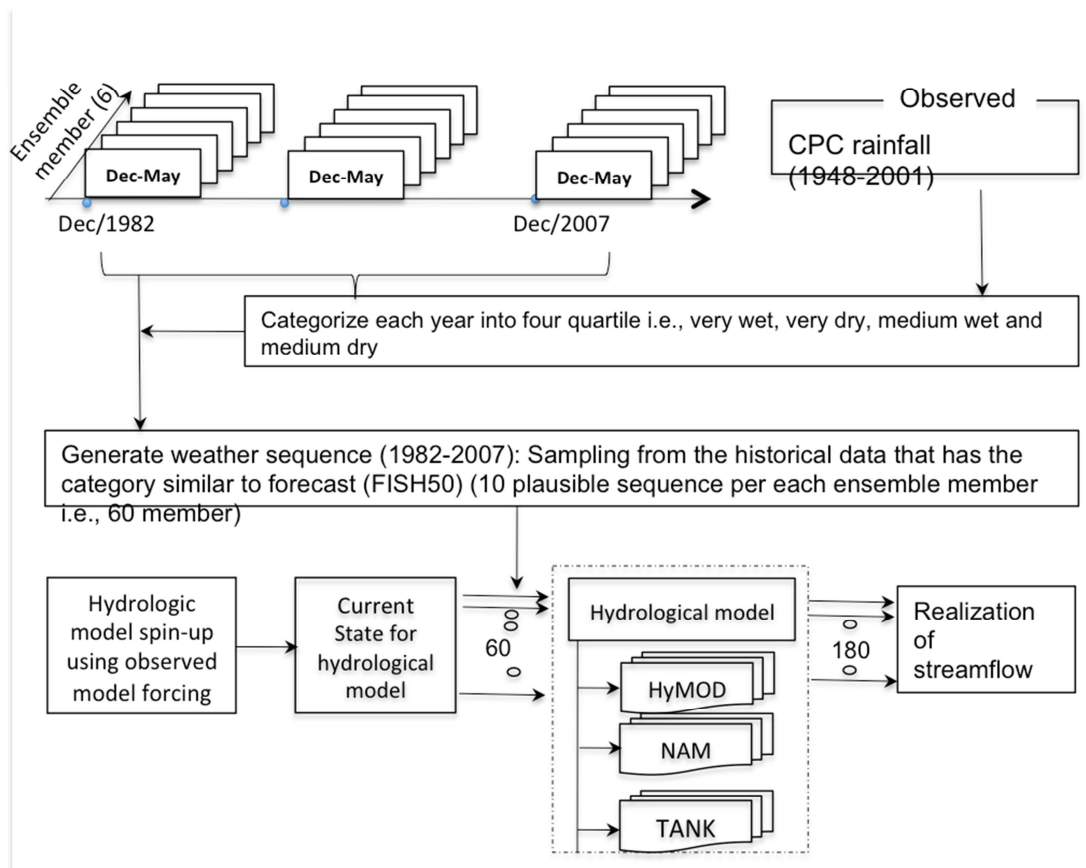 Ensemble
member (6)
Dec-May
Dec-May
Dec-May
Dec/1982
Dec/2007
Observed
CPC rainfall
(1948-2001)
Categorize each year into four quartile i.e., very wet, very dry, medium wet and
medium dry
Generate weather sequence (1982-2007): Sampling from the historical data that has the
category similar to forecast (FISH50) (10 plausible sequence per each ensemble member
i.e., 60 member)
Hydrologic
model spin-up
using observed
model forcing
Current
State for
hydrological
model
60
Hydrological model
HyMOD
NAM
TANK
180
Realization
of
streamflow